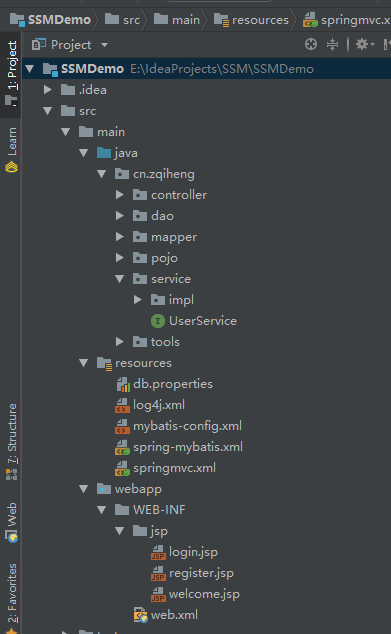 SSMDemo src main resources springmvc.x
Project
SSMDemo E:\IdeaProjects\SSM\SSMDemo
.idea
src
main
java
cn.zqiheng
controller
dao
mapper
pojo
service
impl
UserService
tools
resources
db.properties
log4j.xml
mybatis-config.xml
spring-mybatis.xml
springmvc.xml
webapp
WEB-INF
jsp
login.jsp
register.jsp
welcome.jsp
web.xml
1: Project
Learn
7: Structure
Web
2: Favorites